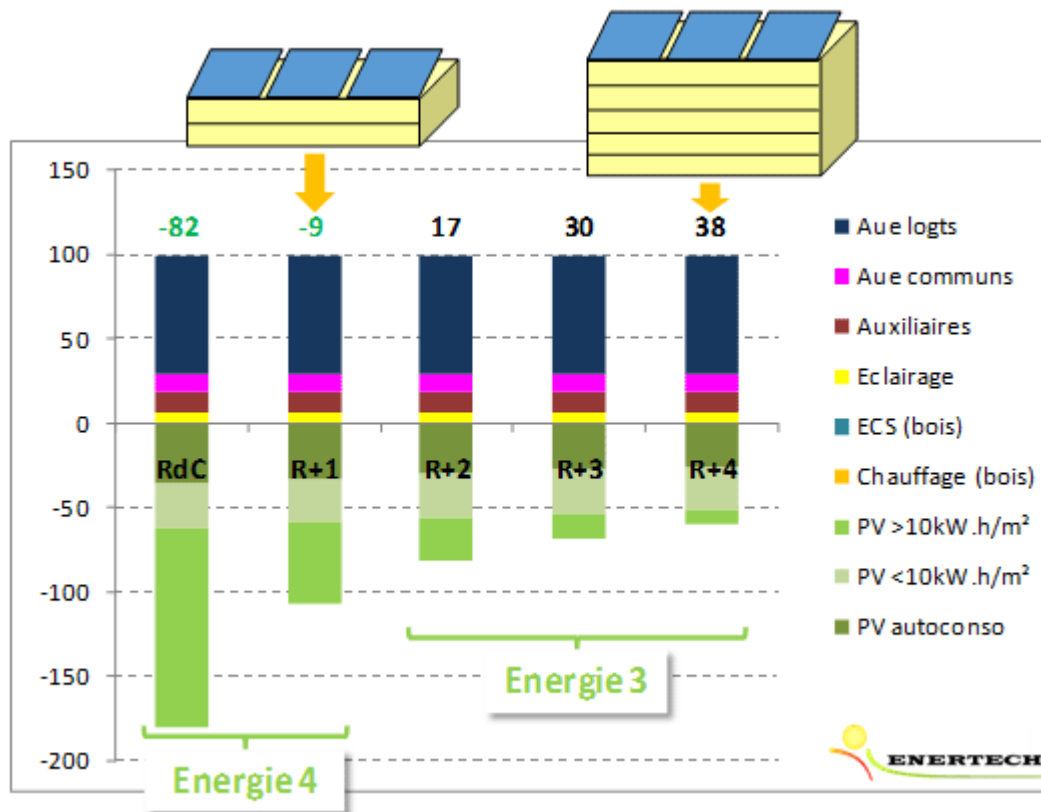 150
100
50
0
-50
-100
-150
-200
-82
-9
17
30
38
RdC
R+1
R+2
R+3
R+4
Energie 4
Energie 3
Aue logts
Aue communs
Auxiliaires
Eclairage
ECS (bois)
Chauffage (bois)
PV >10kW.h/m²
PV <10kW.h/m²
PV autoconso
ENERTECH